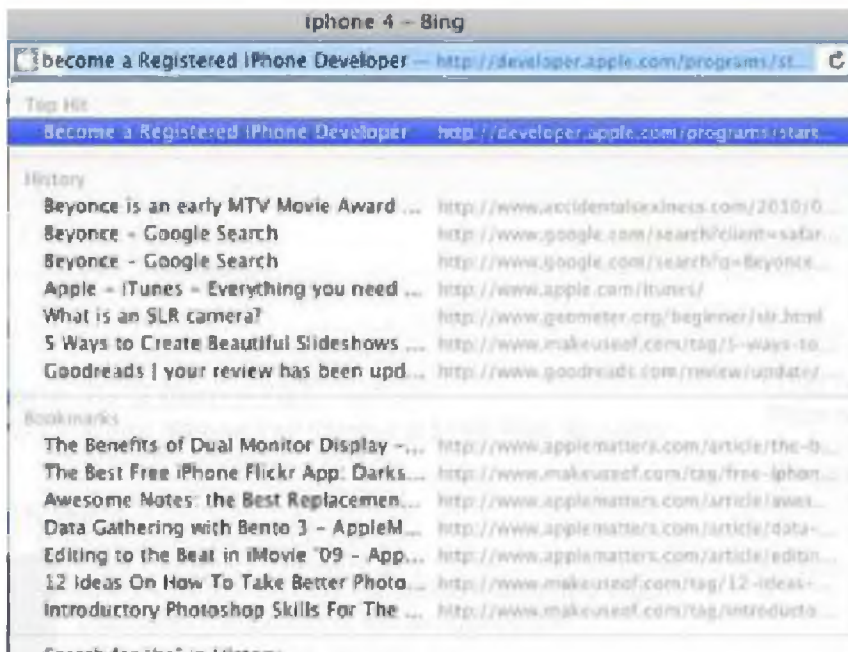 iphone 4 – Bing
become a Registered iPhone Developer — http://developer.apple.com/programs/st...
Top Hit
Become a Registered iPhone Developer http://developer.apple.com/programs/istars...
History
Beyonce is an early MTV Movie Award ... http://www.accidentalsexiness.com/2010/0...
Beyonce – Google Search http://www.google.com/search?client=safar...
Beyonce – Google Search http://www.google.com/search?q=Beyonce...
Apple – iTunes – Everything you need ... http://www.apple.com/itunes/
What is an SLR camera? http://www.geometer.org/beginner/slr.html
5 Ways to Create Beautiful Slideshows ... http://www.makeuseof.com/tag/5-ways-to...
Goodreads | your review has been upd... http://www.goodreads.com/review/update/...
Bookmarks
The Benefits of Dual Monitor Display –... http://www.applematters.com/article/the-b...
The Best Free iPhone Flickr App: Darks... http://www.makeuseof.com/tag/free-iphon...
Awesome Notes: the Best Replacemen... http://www.applematters.com/article/awes...
Data Gathering with Bento 3 – AppleM... http://www.applematters.com/article/data-...
Editing to the Beat in iMovie '09 – App... http://www.applematters.com/article/editin...
12 Ideas On How To Take Better Photo... http://www.makeuseof.com/tag/12-ideas-...
Introductory Photoshop Skills For The ... http://www.makeuseof.com/tag/introducto...